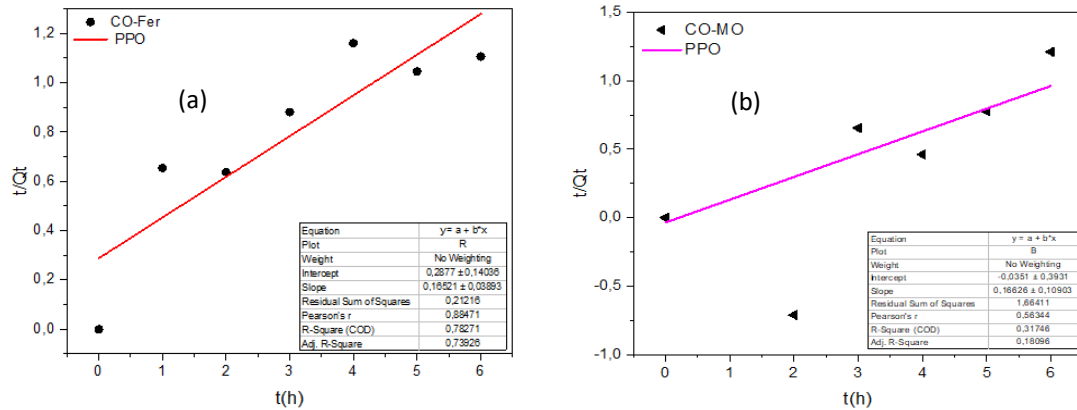 CO-Fer
PPO
(a)
1,2
1,0
0,8
0,6
0,4
0,2
0,0
t/Qt
Equation y= a + b*x
Plot R
Weight No Weighting
Intercept 0,2877 ± 0,14036
Slope 0,16521 ± 0,03893
Residual Sum of Squares 0,21216
Pearson's r 0,88471
R-Square (COD) 0,78271
Adj. R-Square 0,73926
0 1 2 3 4 5 6
t(h)
CO-MO
PPO
(b)
1,5
1,0
0,5
0,0
-0,5
-1,0
t/Qt
Equation y = a + b*x
Plot B
Weight No Weighting
Intercept -0,0351 ± 0,3931
Slope 0,16626 ± 0,10903
Residual Sum of Squares 1,66411
Pearson's r 0,56344
R-Square (COD) 0,31746
Adj. R-Square 0,18096
0 1 2 3 4 5 6
t(h)